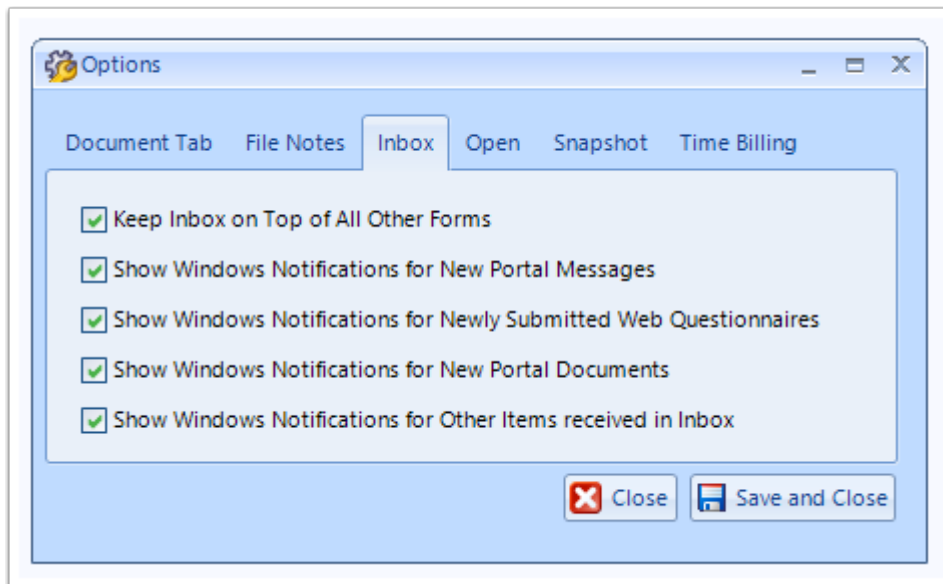 Options
Document Tab File Notes Inbox Open Snapshot Time Billing
Keep Inbox on Top of All Other Forms
Show Windows Notifications for New Portal Messages
Show Windows Notifications for Newly Submitted Web Questionnaires
Show Windows Notifications for New Portal Documents
Show Windows Notifications for Other Items received in Inbox
Close Save and Close